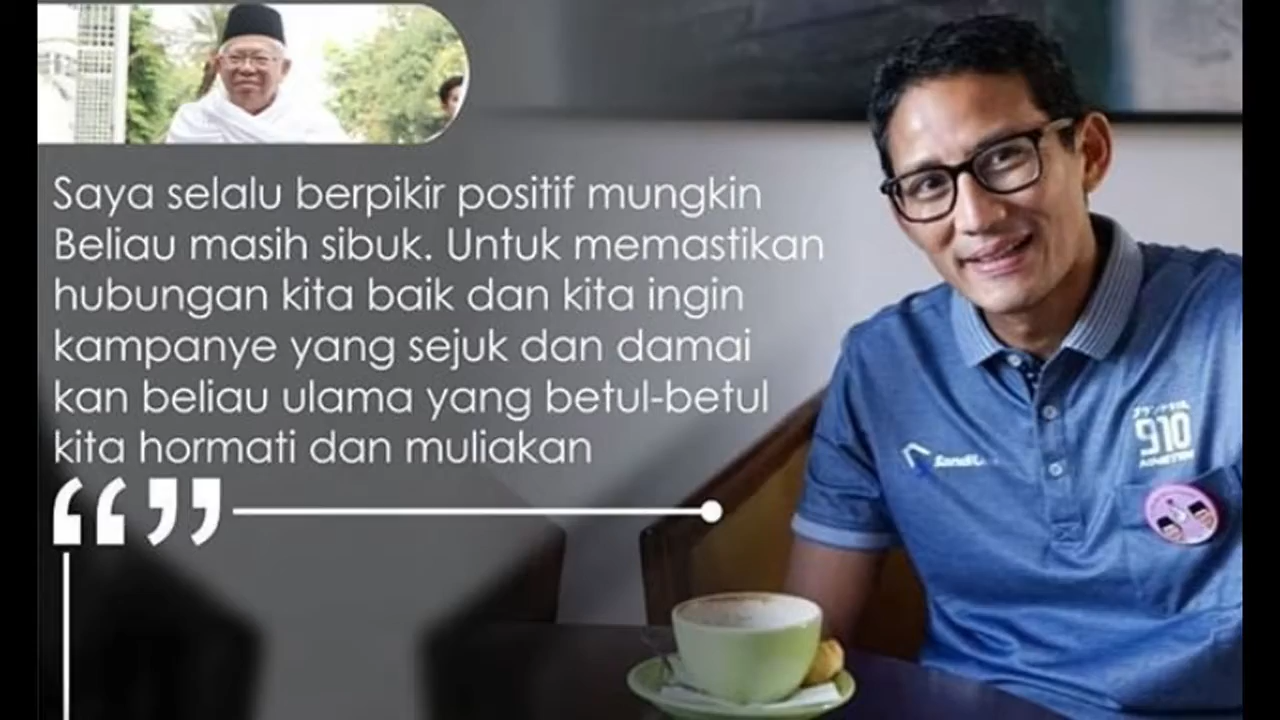 Saya selalu berpikir positif mungkin
Beliau masih sibuk. Untuk memastikan
hubungan kita baik dan kita ingin
kampanye yang sejuk dan damai
kan beliau ulama yang betul-betul
kita hormati dan muliakan
910